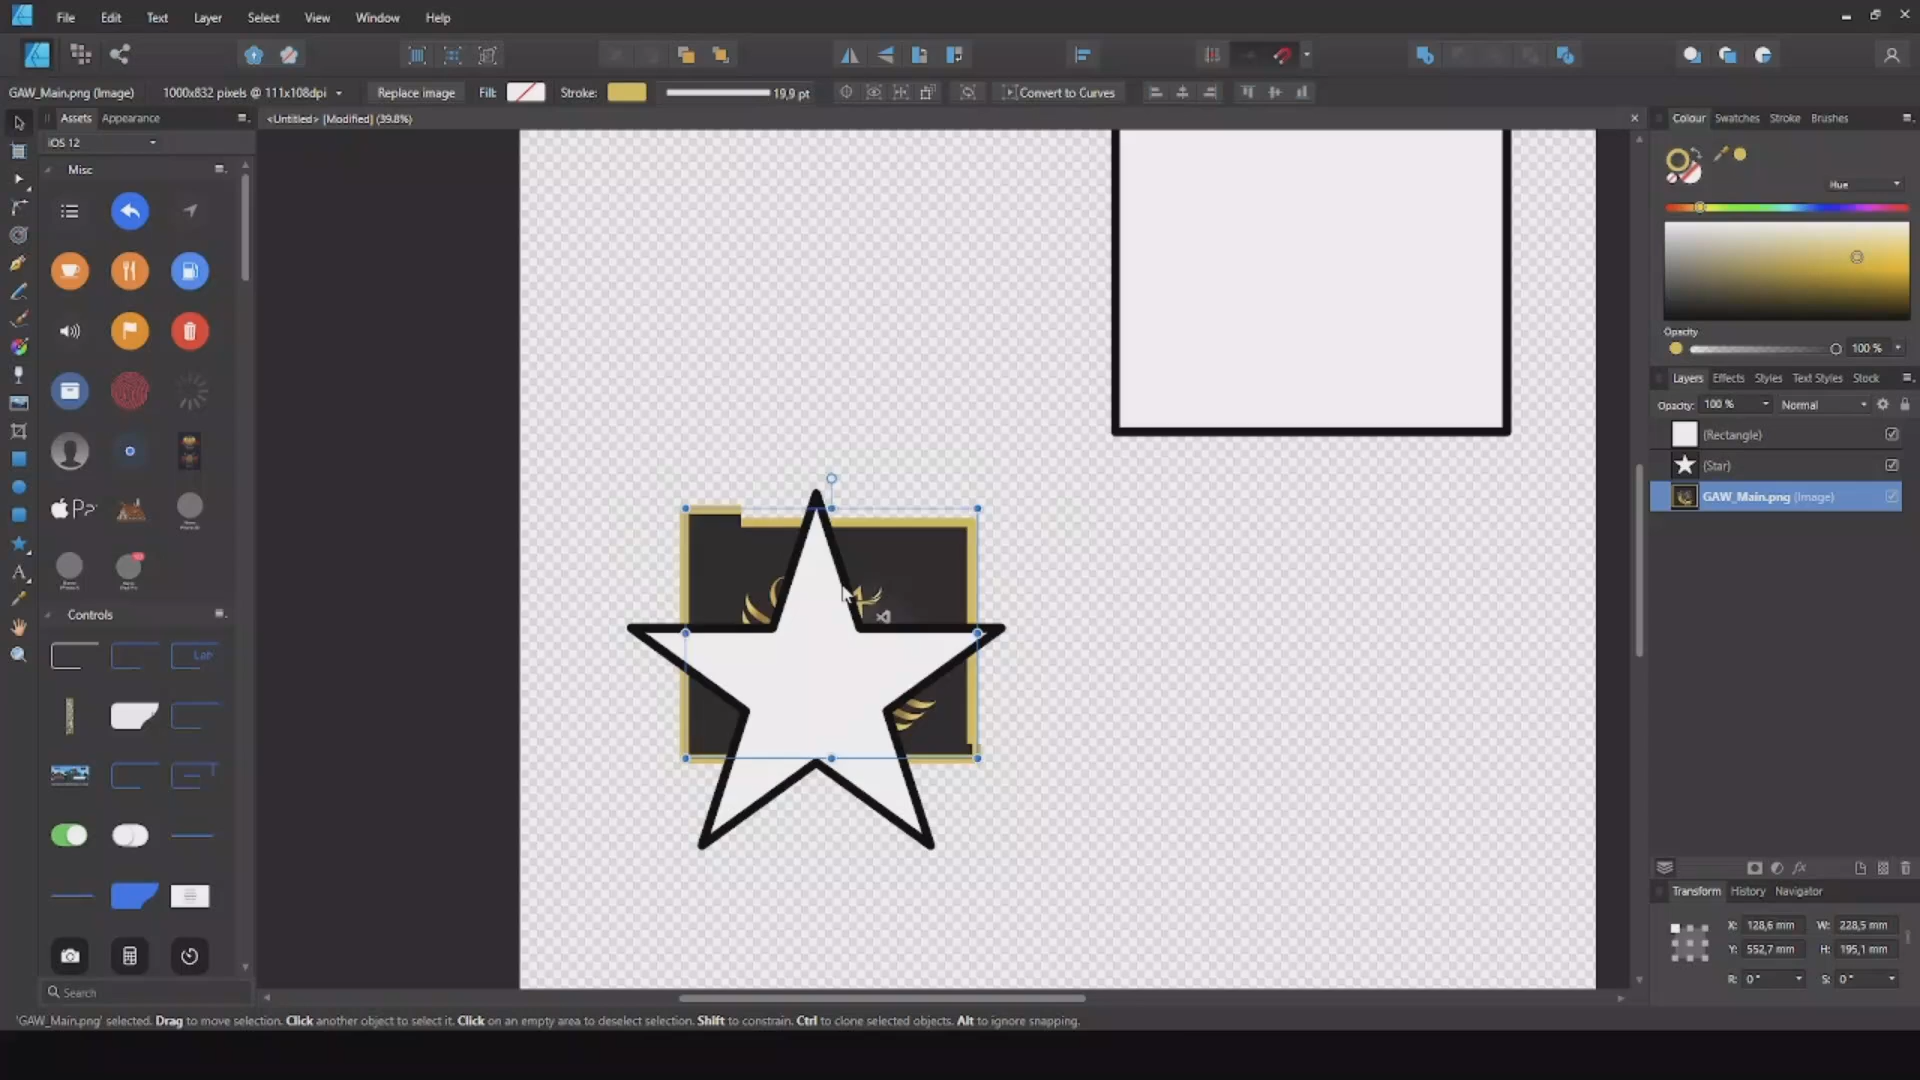 File Edit Text Layer Select View Window Help
GAW_Main.png (Image) 1000x832 pixels @ 111x108dpi Replace image Fill: Stroke: 19,9 pt Convert to Curves
Assets Appearance
<Untitled> [Modified] (39.8%)
Colour Swatches Stroke Brushes
iOS 12
Misc
Hue
Opacity
100 %
Layers Effects Styles Text Styles Stock
Opacity: 100 % Normal
(Rectangle)
(Star)
GAW_Main.png (Image)
Controls
Transform History Navigator
X: 128,6 mm W: 228,5 mm
Y: 552,7 mm H: 195,1 mm
R: 0° S: 0°
Search
'GAW_Main.png' selected. Drag to move selection. Click another object to select it. Click on an empty area to deselect selection. Shift to constrain. Ctrl to clone selected objects. Alt to ignore snapping.